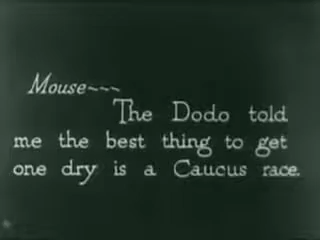 Mouse~~~
The Dodo told
me the best thing to get
one dry is a Caucus race.